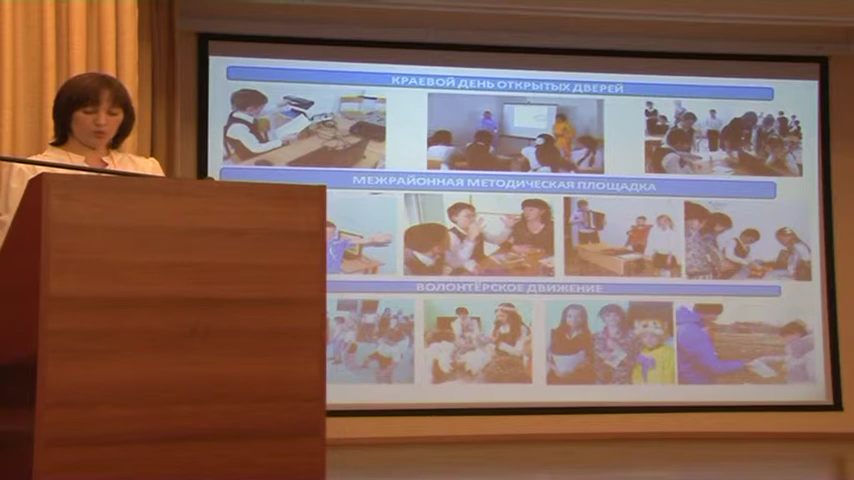 КРАЕВОЙ ДЕНЬ ОТКРЫТЫХ ДВЕРЕЙ
МЕЖРАЙОННАЯ МЕТОДИЧЕСКАЯ ПЛОЩАДКА
ВОЛОНТЁРСКОЕ ДВИЖЕНИЕ